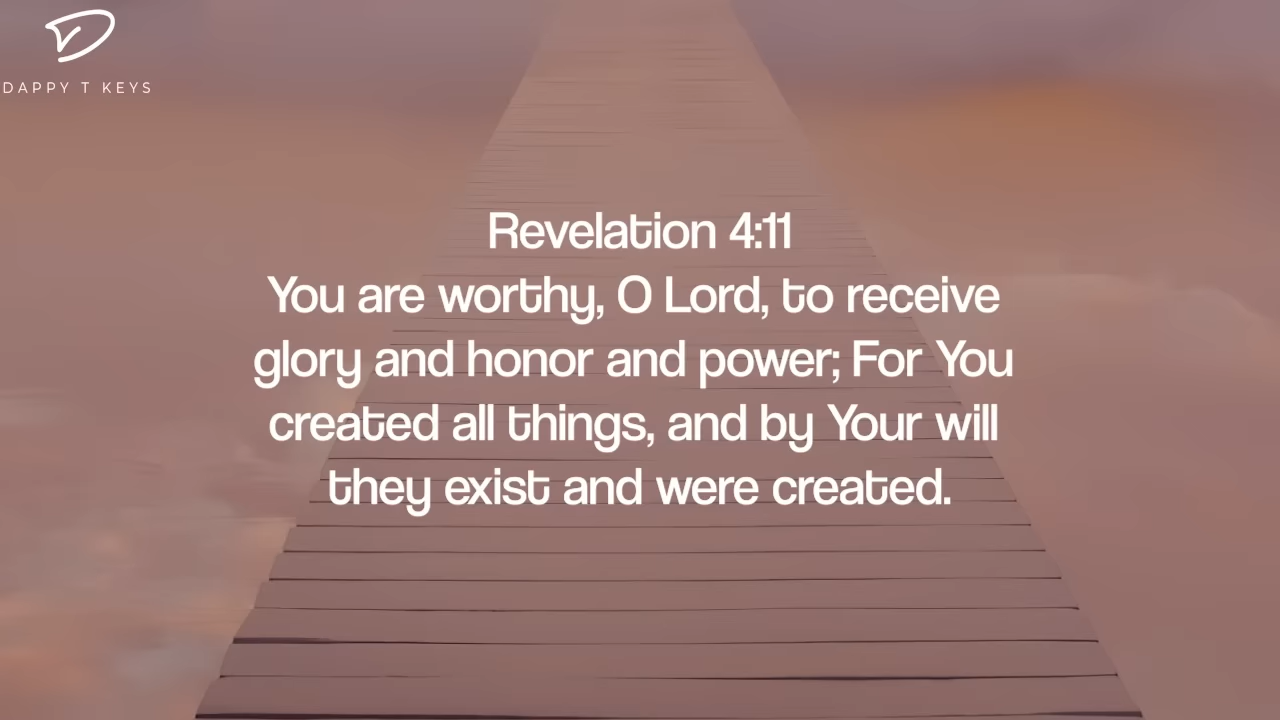 DAPPY T KEYS
Revelation 4:11
You are worthy, O Lord, to receive
glory and honor and power; For You
created all things, and by Your will
they exist and were created.